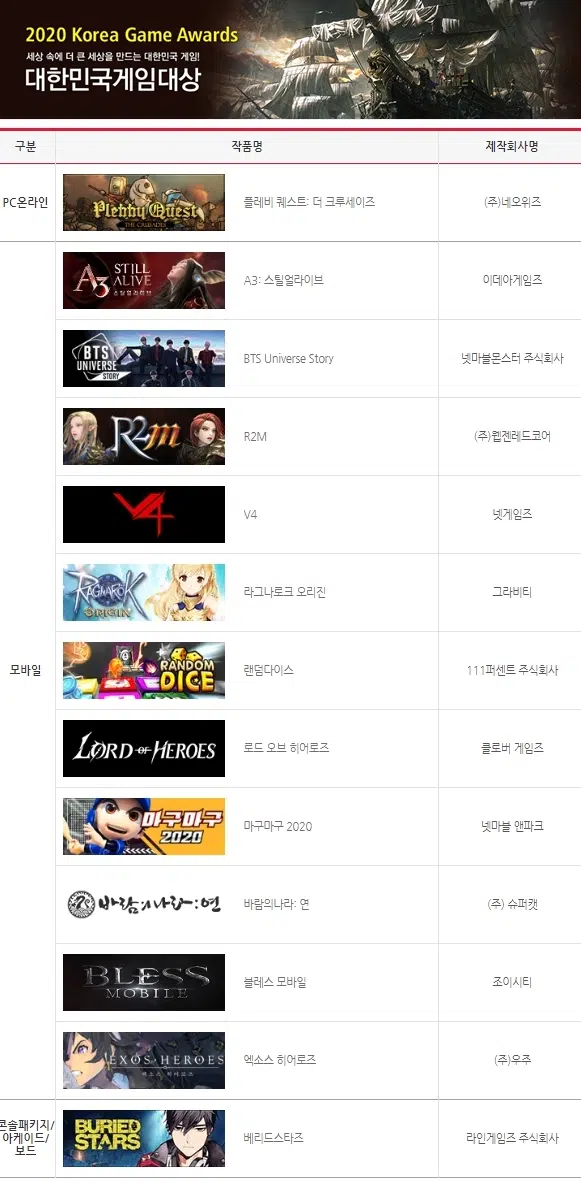 2020 Korea Game Awards
세상 속에 더 큰 세상을 만드는 대한민국 게임!
대한민국게임대상
구분 작품명 제작회사명
PC온라인
Plebby Quest
THE CRUSADES
플레비 퀘스트: 더 크루세이즈 (주)네오위즈
모바일
A3 STILL ALIVE
스틸얼라이브
A3: 스틸얼라이브 이데아게임즈
BTS
UNIVERSE
STORY
BTS Universe Story 넷마블몬스터 주식회사
R2M
R2M (주)웹젠레드코어
V4
V4 넷게임즈
RAGNAROK
ORIGIN
라그나로크 오리진 그라비티
RANDOM
DICE
랜덤다이스 111퍼센트 주식회사
LORD OF HEROES
로드 오브 히어로즈 클로버 게임즈
마구마구
2020
마구마구 2020 넷마블 앤파크
바람의나라:연
바람의나라: 연 (주) 슈퍼캣
BLESS
MOBILE
블레스 모바일 조이시티
EXOS HEROES
엑소스 히어로즈
엑소스 히어로즈 (주)우주
콘솔패키지/
아케이드/
보드
BURIED
STARS
베리드스타즈 라인게임즈 주식회사